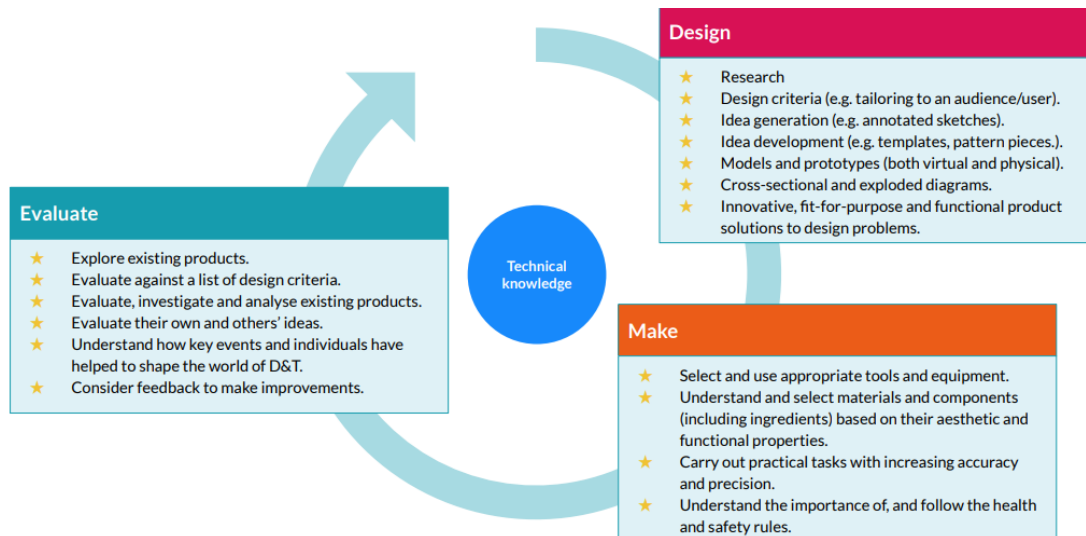 Design
Research
Design criteria (e.g. tailoring to an audience/user).
Idea generation (e.g. annotated sketches).
Idea development (e.g. templates, pattern pieces.).
Models and prototypes (both virtual and physical).
Cross-sectional and exploded diagrams.
Innovative, fit-for-purpose and functional product
solutions to design problems.
Make
Select and use appropriate tools and equipment.
Understand and select materials and components
(including ingredients) based on their aesthetic and
functional properties.
Carry out practical tasks with increasing accuracy
and precision.
Understand the importance of, and follow the health
and safety rules.
Evaluate
Explore existing products.
Evaluate against a list of design criteria.
Evaluate, investigate and analyse existing products.
Evaluate their own and others’ ideas.
Understand how key events and individuals have
helped to shape the world of D&T.
Consider feedback to make improvements.
Technical
knowledge